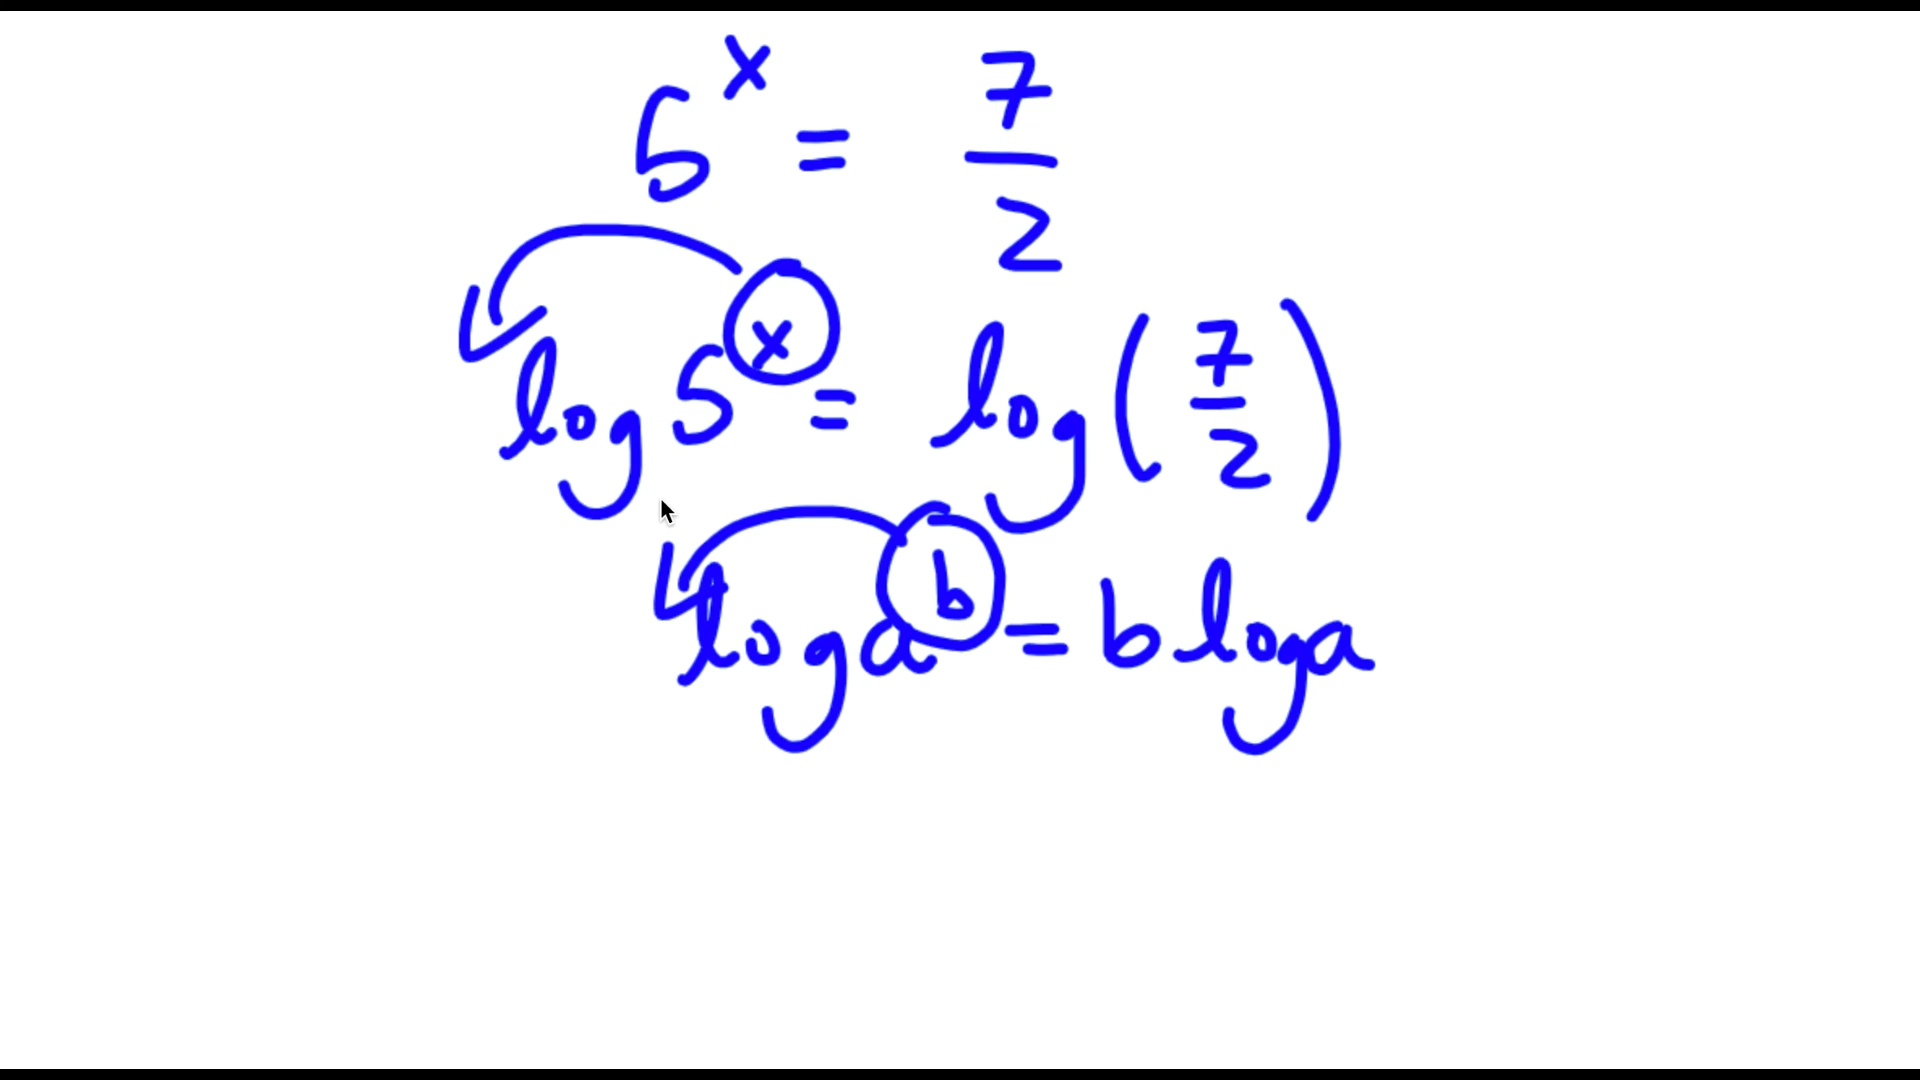 5^x = 7/2
log 5^x = log(7/2)
log a^b = b log a